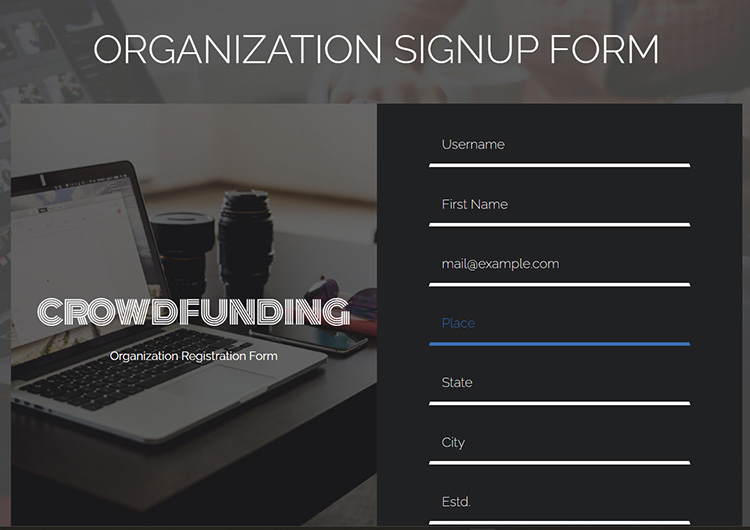 ORGANIZATION SIGNUP FORM
CROWDFUNDING
Organization Registration Form
Username
First Name
mail@example.com
Place
State
City
Estd.